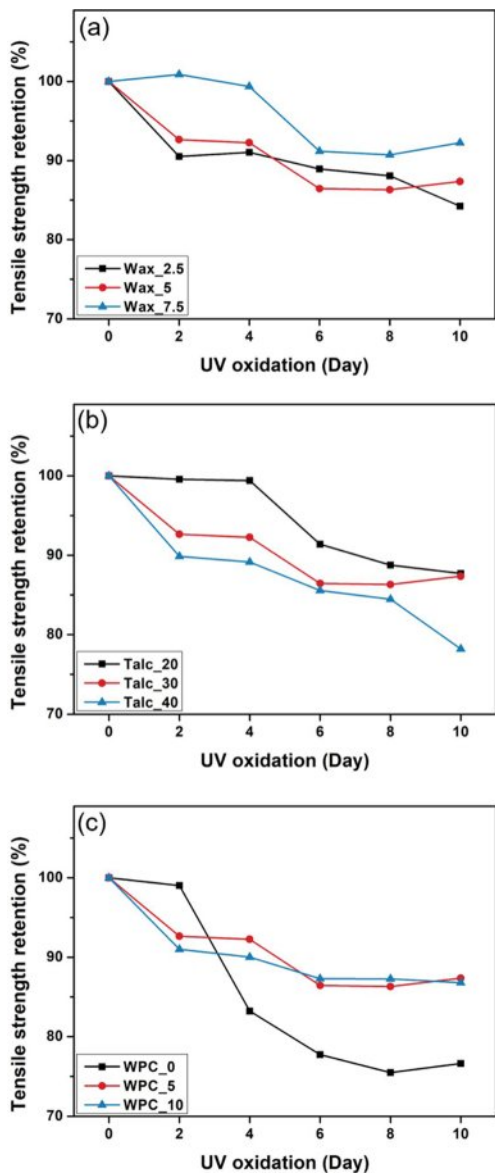 (a)
Tensile strength retention (%)
100
90
80
70
Wax_2.5
Wax_5
Wax_7.5
0 2 4 6 8 10
UV oxidation (Day)
(b)
Tensile strength retention (%)
100
90
80
70
Talc_20
Talc_30
Talc_40
0 2 4 6 8 10
UV oxidation (Day)
(c)
Tensile strength retention (%)
100
90
80
70
WPC_0
WPC_5
WPC_10
0 2 4 6 8 10
UV oxidation (Day)